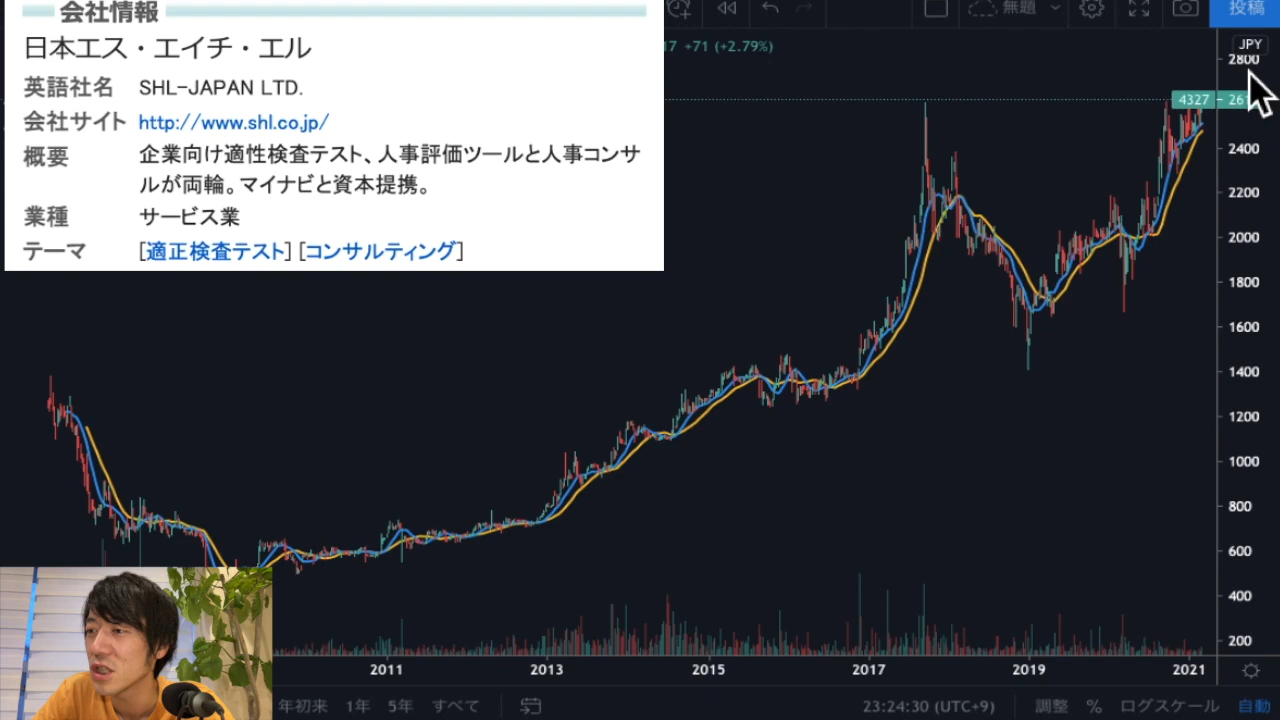 会社情報
日本エス・エイチ・エル
英語社名 SHL-JAPAN LTD.
会社サイト http://www.shl.co.jp/
概要 企業向け適性検査テスト、人事評価ツールと人事コンサ
ルが両輪。マイナビと資本提携。
業種 サービス業
テーマ [適正検査テスト] [コンサルティング]
無題
投稿
17 +71 (+2.79%)
JPY
2800
4327
2400
2200
2000
1800
1600
1400
1200
1000
800
600
400
200
2011 2013 2015 2017 2019 2021
年初来 1年 5年 すべて 23:24:30 (UTC+9) 調整 % ログスケール 自動